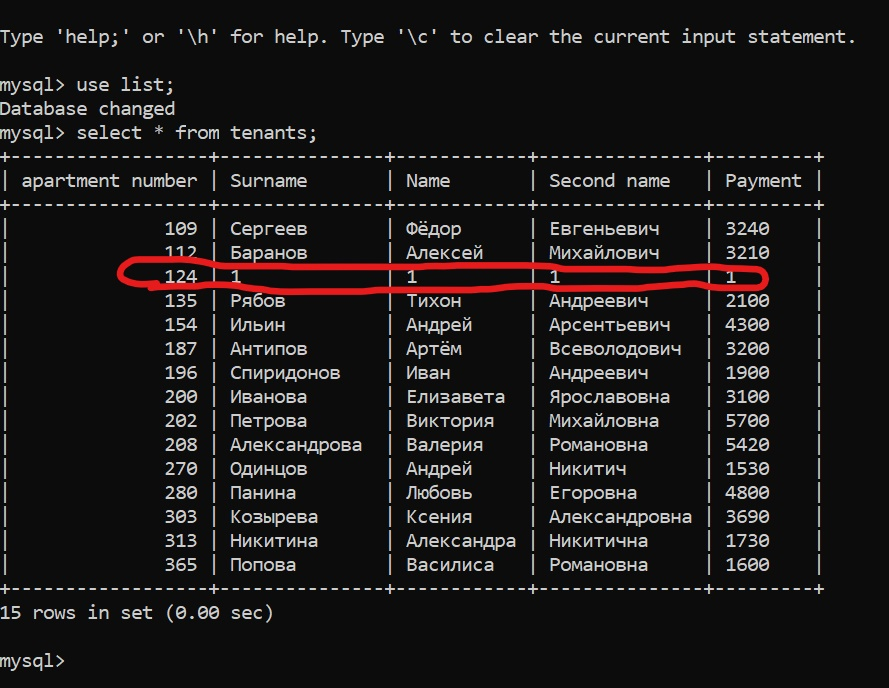 Type 'help;' or '\h' for help. Type '\c' to clear the current input statement.
mysql> use list;
Database changed
mysql> select * from tenants;
+------------------+---------------+------------+---------------+---------+
| apartment number | Surname | Name | Second name | Payment |
+------------------+---------------+------------+---------------+---------+
| 109 | Сергеев | Фёдор | Евгеньевич | 3240 |
| 112 | Баранов | Алексей | Михайлович | 3210 |
| 124 | 1 | 1 | 1 | 1 |
| 135 | Рябов | Тихон | Андреевич | 2100 |
| 154 | Ильин | Андрей | Арсентьевич | 4300 |
| 187 | Антипов | Артём | Всеволодович | 3200 |
| 196 | Спиридонов | Иван | Андреевич | 1900 |
| 200 | Иванова | Елизавета | Ярославовна | 3100 |
| 202 | Петрова | Виктория | Михайловна | 5700 |
| 208 | Александрова | Валерия | Романовна | 5420 |
| 270 | Одинцов | Андрей | Никитич | 1530 |
| 280 | Панина | Любовь | Егоровна | 4800 |
| 303 | Козырева | Ксения | Александровна | 3690 |
| 313 | Никитина | Александра | Никитична | 1730 |
| 365 | Попова | Василиса | Романовна | 1600 |
+------------------+---------------+------------+---------------+---------+
15 rows in set (0.00 sec)
mysql>